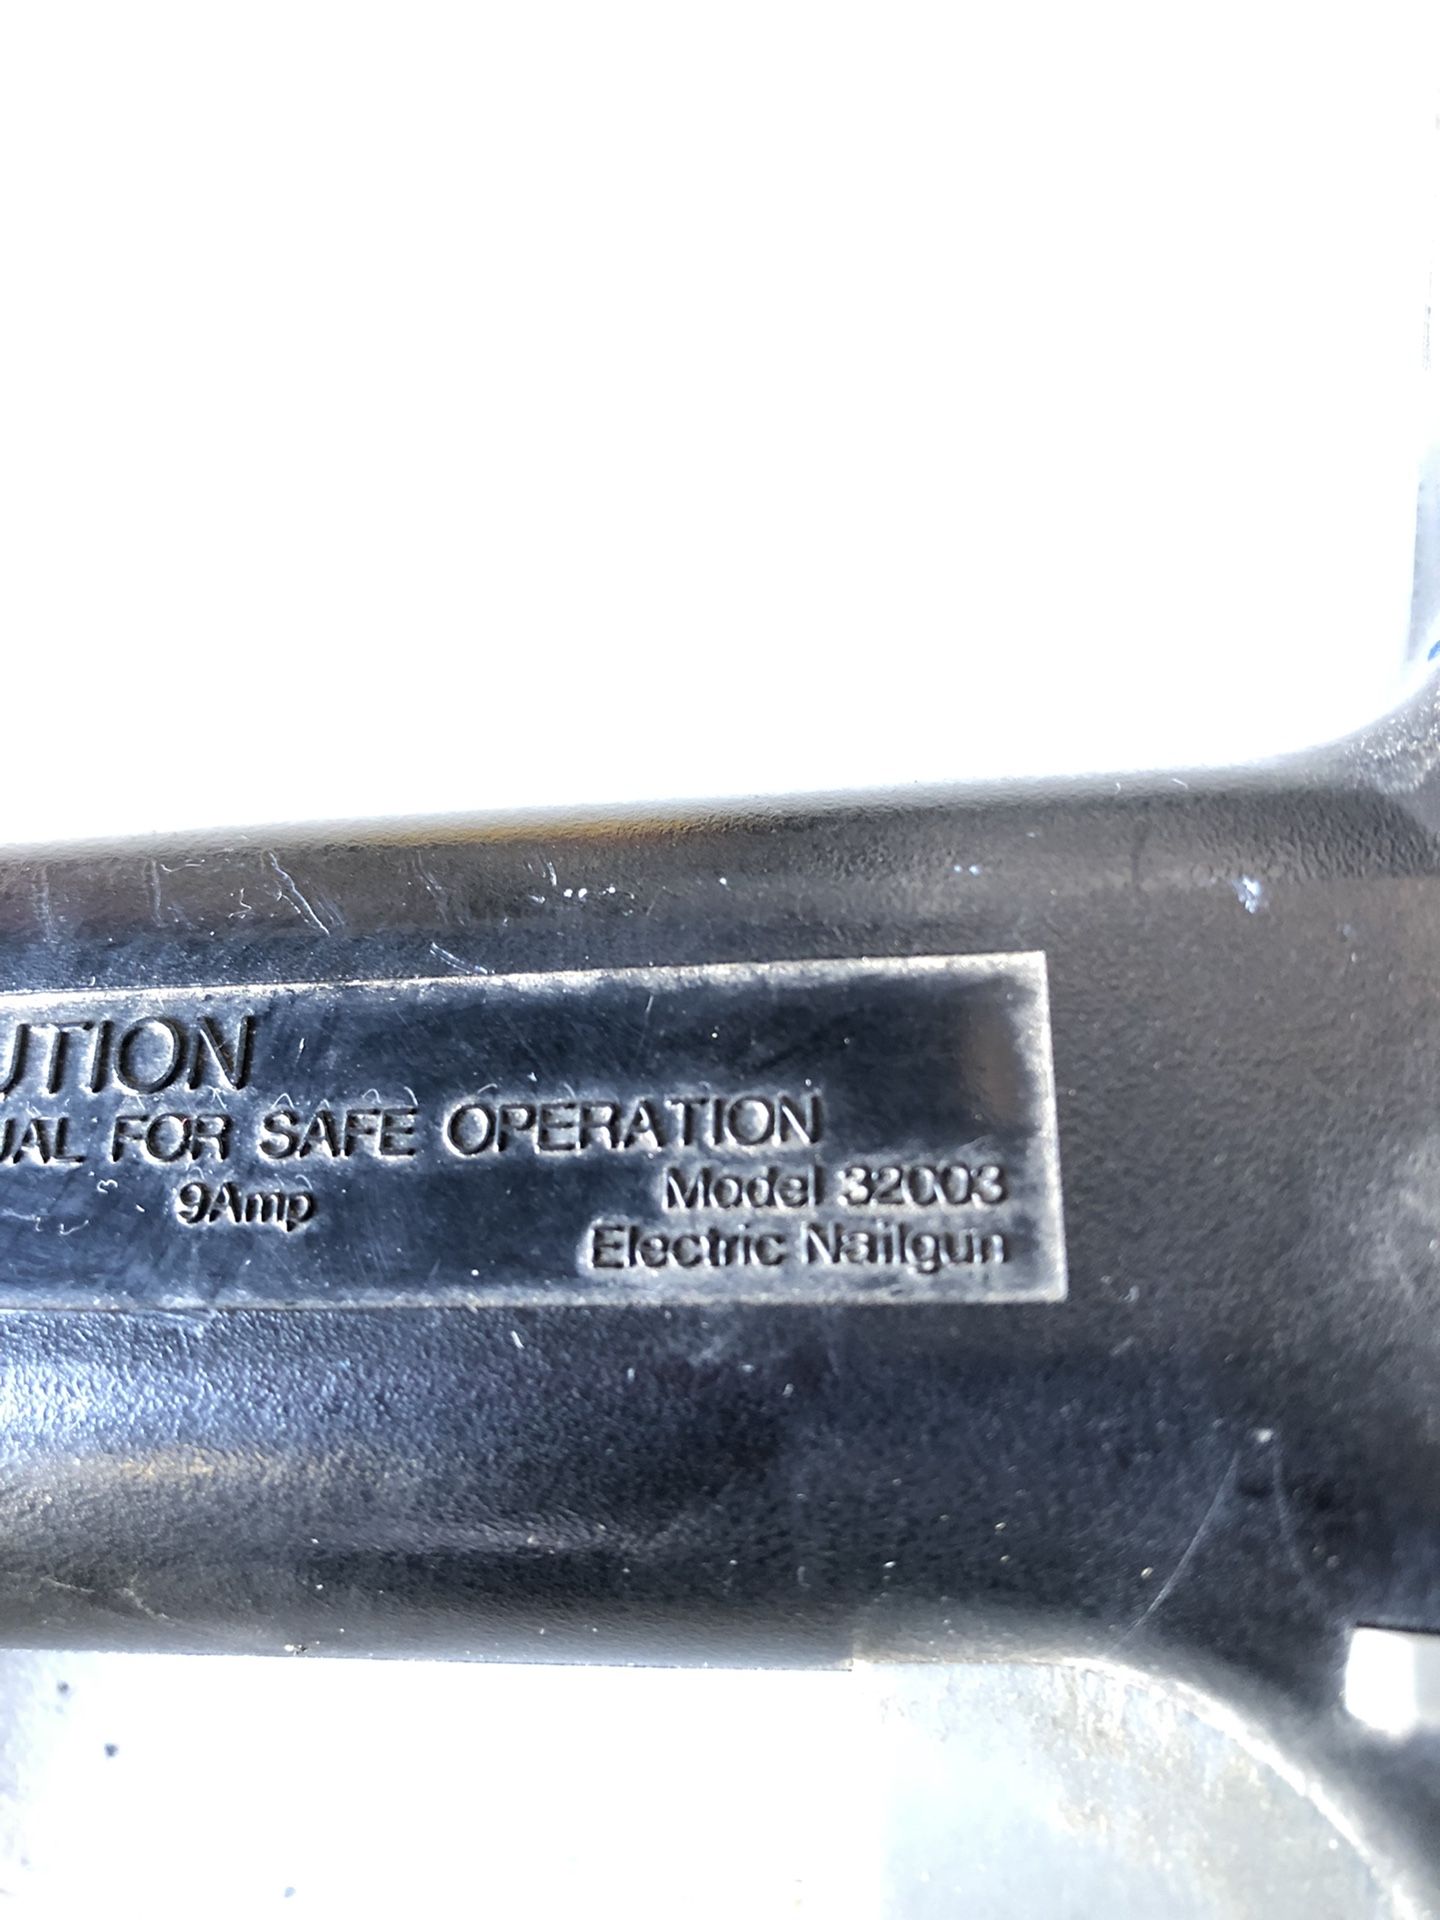 UTION
UAL FOR SAFE OPERATION
9Amp Model 32003
Electric Nailgun